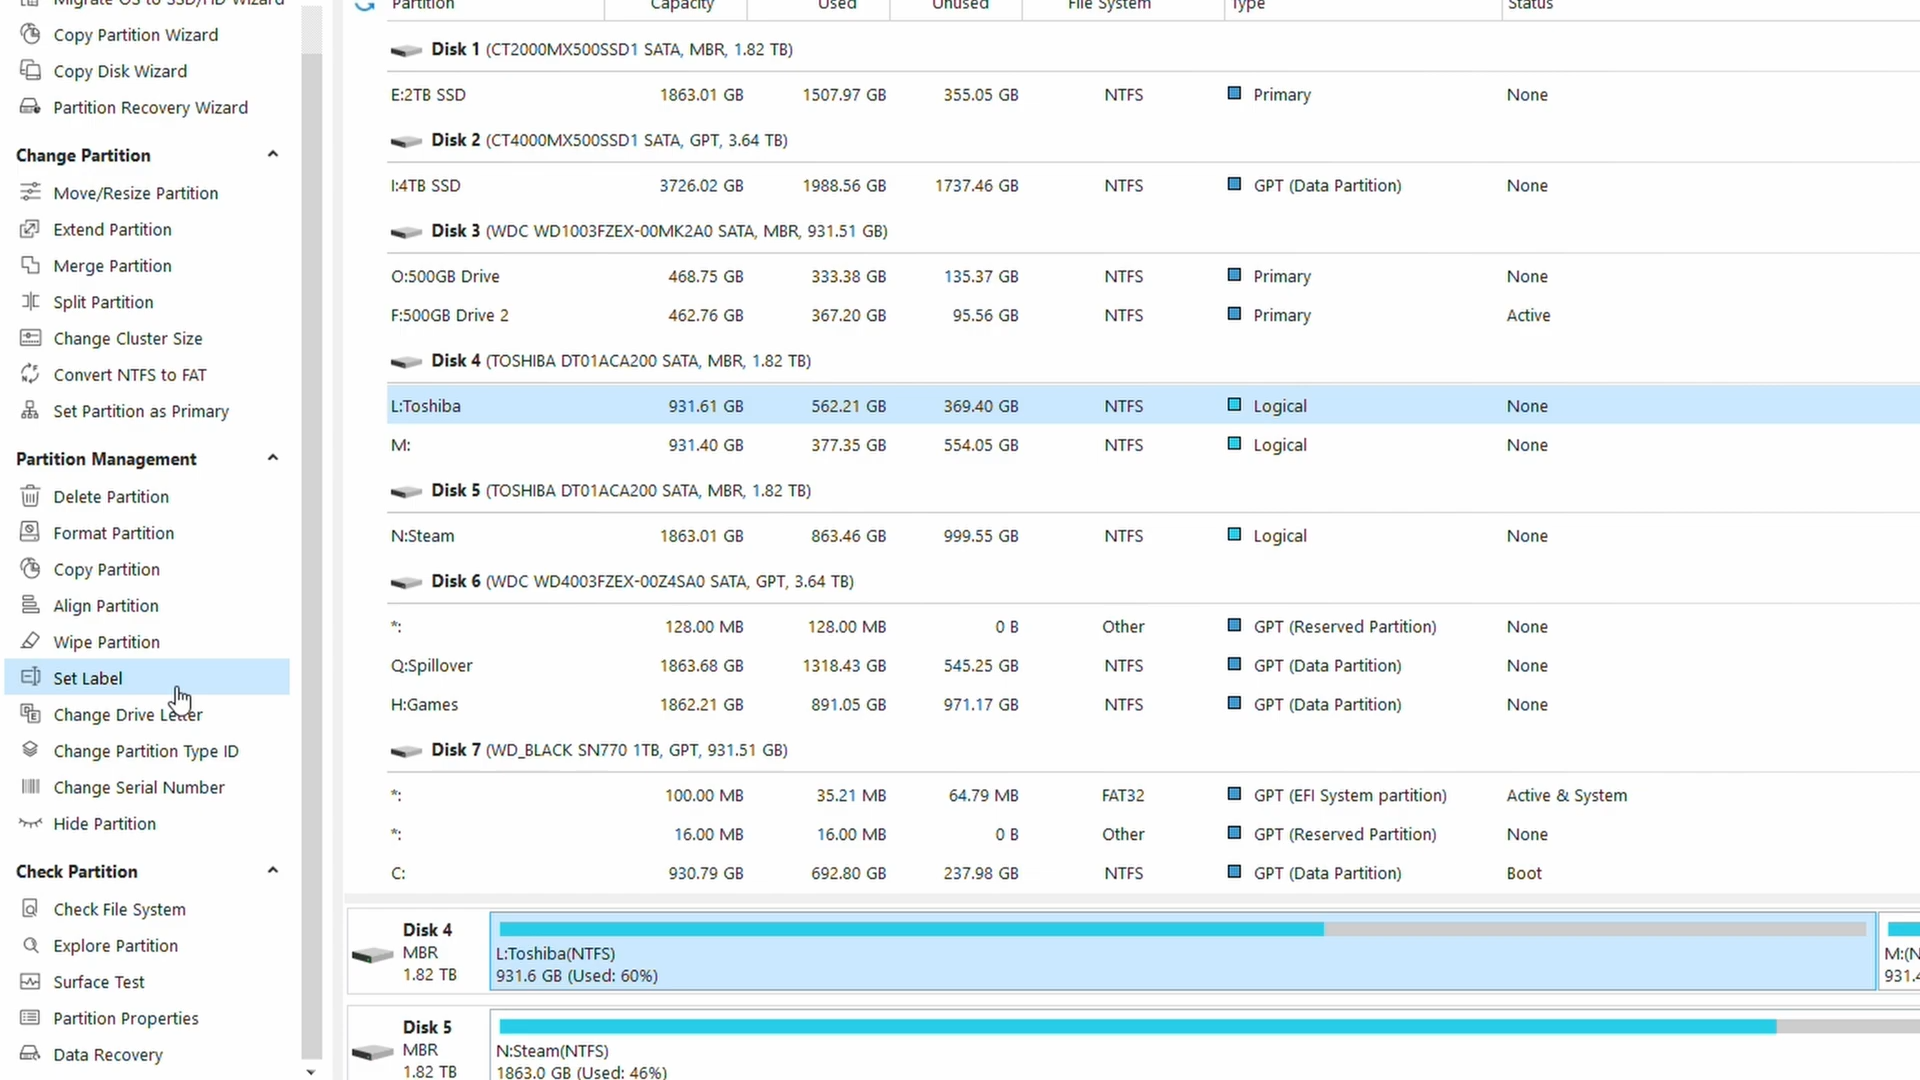 Migrate OS to SSD/HD Wizard
Copy Partition Wizard
Copy Disk Wizard
Partition Recovery Wizard
Change Partition
Move/Resize Partition
Extend Partition
Merge Partition
Split Partition
Change Cluster Size
Convert NTFS to FAT
Set Partition as Primary
Partition Management
Delete Partition
Format Partition
Copy Partition
Align Partition
Wipe Partition
Set Label
Change Drive Letter
Change Partition Type ID
Change Serial Number
Hide Partition
Check Partition
Check File System
Explore Partition
Surface Test
Partition Properties
Data Recovery
Partition Capacity Used Unused File System Type Status
Disk 1 (CT2000MX500SSD1 SATA, MBR, 1.82 TB)
E:2TB SSD 1863.01 GB 1507.97 GB 355.05 GB NTFS Primary None
Disk 2 (CT4000MX500SSD1 SATA, GPT, 3.64 TB)
I:4TB SSD 3726.02 GB 1988.56 GB 1737.46 GB NTFS GPT (Data Partition) None
Disk 3 (WDC WD1003FZEX-00MK2A0 SATA, MBR, 931.51 GB)
O:500GB Drive 468.75 GB 333.38 GB 135.37 GB NTFS Primary None
F:500GB Drive 2 462.76 GB 367.20 GB 95.56 GB NTFS Primary Active
Disk 4 (TOSHIBA DT01ACA200 SATA, MBR, 1.82 TB)
L:Toshiba 931.61 GB 562.21 GB 369.40 GB NTFS Logical None
M: 931.40 GB 377.35 GB 554.05 GB NTFS Logical None
Disk 5 (TOSHIBA DT01ACA200 SATA, MBR, 1.82 TB)
N:Steam 1863.01 GB 863.46 GB 999.55 GB NTFS Logical None
Disk 6 (WDC WD4003FZEX-00Z4SA0 SATA, GPT, 3.64 TB)
*: 128.00 MB 128.00 MB 0 B Other GPT (Reserved Partition) None
Q:Spillover 1863.68 GB 1318.43 GB 545.25 GB NTFS GPT (Data Partition) None
H:Games 1862.21 GB 891.05 GB 971.17 GB NTFS GPT (Data Partition) None
Disk 7 (WD_BLACK SN770 1TB, GPT, 931.51 GB)
*: 100.00 MB 35.21 MB 64.79 MB FAT32 GPT (EFI System partition) Active & System
*: 16.00 MB 16.00 MB 0 B Other GPT (Reserved Partition) None
C: 930.79 GB 692.80 GB 237.98 GB NTFS GPT (Data Partition) Boot
Disk 4
MBR
1.82 TB
L:Toshiba(NTFS)
931.6 GB (Used: 60%)
M:(N
931.4
Disk 5
MBR
1.82 TB
N:Steam(NTFS)
1863.0 GB (Used: 46%)